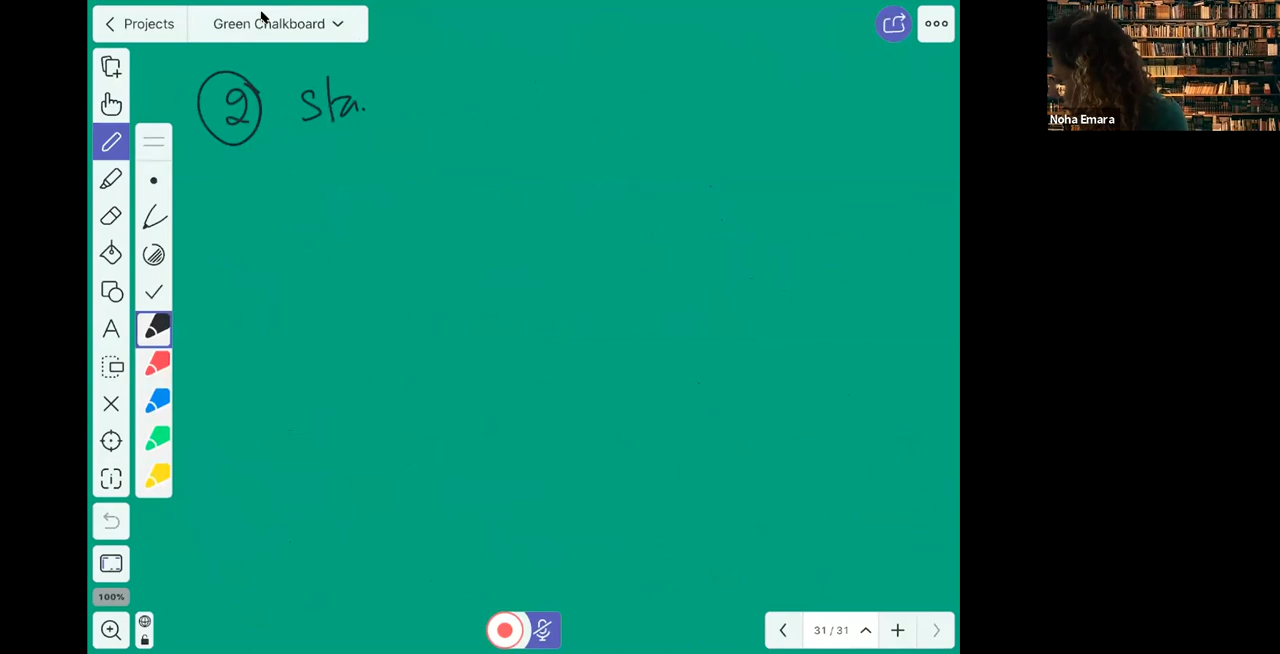 Projects
Green Chalkboard
2 sta.
Noha Emara
A
100%
31 / 31